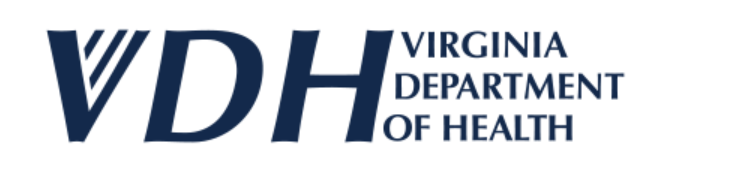 VDH
VIRGINIA
DEPARTMENT
OF HEALTH